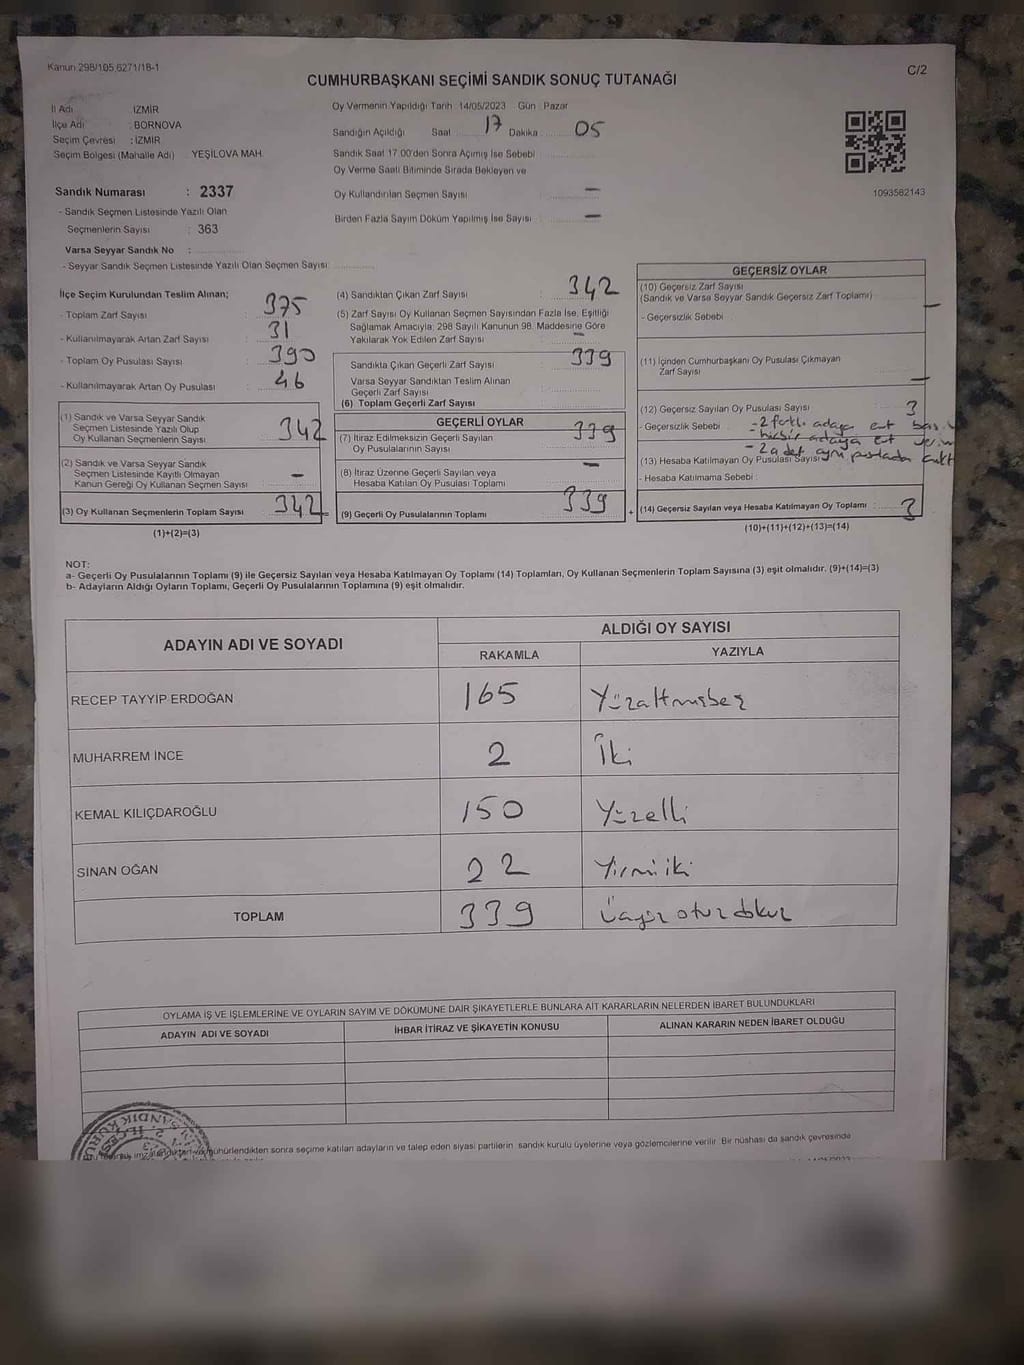 Kanun 298/105 6271/18-1
C/2
CUMHURBAŞKANI SEÇİMİ SANDIK SONUÇ TUTANAĞI
İl Adı : İZMİR
İlçe Adı : BORNOVA
Seçim Çevresi : İZMİR
Seçim Bölgesi (Mahalle Adı) : YEŞİLOVA MAH.
Sandık Numarası : 2337
- Sandık Seçmen Listesinde Yazılı Olan
Seçmenlerin Sayısı : 363
Varsa Seyyar Sandık No :
- Seyyar Sandık Seçmen Listesinde Yazılı Olan Seçmen Sayısı:
Oy Vermenin Yapıldığı Tarih : 14/05/2023 Gün : Pazar
Sandığın Açıldığı Saat : 17 Dakika : 05
Sandık Saat 17.00'den Sonra Açılmış İse Sebebi :
Oy Verme Saati Bitiminde Sırada Bekleyen ve
Oy Kullandırılan Seçmen Sayısı : —
Birden Fazla Sayım Döküm Yapılmış İse Sayısı : —
1093582143
İlçe Seçim Kurulundan Teslim Alınan;
- Toplam Zarf Sayısı : 375
- Kullanılmayarak Artan Zarf Sayısı : 31
- Toplam Oy Pusulası Sayısı : 390
- Kullanılmayarak Artan Oy Pusulası : 46
(1) Sandık ve Varsa Seyyar Sandık
Seçmen Listesinde Yazılı Olup
Oy Kullanan Seçmenlerin Sayısı : 342
(2) Sandık ve Varsa Seyyar Sandık
Seçmen Listesinde Kayıtlı Olmayan
Kanun Gereği Oy Kullanan Seçmen Sayısı : —
(3) Oy Kullanan Seçmenlerin Toplam Sayısı : 342
(1)+(2)=(3)
(4) Sandıktan Çıkan Zarf Sayısı : 342
(5) Zarf Sayısı Oy Kullanan Seçmen Sayısından Fazla İse, Eşitliği
Sağlamak Amacıyla; 298 Sayılı Kanunun 98. Maddesine Göre
Yakılarak Yok Edilen Zarf Sayısı : —
Sandıkta Çıkan Geçerli Zarf Sayısı : 339
Varsa Seyyar Sandıktan Teslim Alınan
Geçerli Zarf Sayısı :
(6) Toplam Geçerli Zarf Sayısı :
GEÇERLİ OYLAR
(7) İtiraz Edilmeksizin Geçerli Sayılan
Oy Pusulasının Sayısı : 339
(8) İtiraz Üzerine Geçerli Sayılan veya
Hesaba Katılan Oy Pusulası Toplamı : —
(9) Geçerli Oy Pusulalarının Toplamı : 339
GEÇERSİZ OYLAR
(10) Geçersiz Zarf Sayısı
(Sandık ve Varsa Seyyar Sandık Geçersiz Zarf Toplamı) : —
- Geçersizlik Sebebi :
(11) İçinden Cumhurbaşkanı Oy Pusulası Çıkmayan
Zarf Sayısı : —
(12) Geçersiz Sayılan Oy Pusulası Sayısı : 3
- Geçersizlik Sebebi : - 2 farklı adaya
hiçbir adaya
(13) Hesaba Katılmayan Oy Pusulası Sayısı - 2 adet aynı
- Hesaba Katılmama Sebebi :
(14) Geçersiz Sayılan veya Hesaba Katılmayan Oy Toplamı : 3
(10)+(11)+(12)+(13)=(14)
NOT:
a- Geçerli Oy Pusulalarının Toplamı (9) ile Geçersiz Sayılan veya Hesaba Katılmayan Oy Toplamı (14) Toplamları, Oy Kullanan Seçmenlerin Toplam Sayısına (3) eşit olmalıdır. (9)+(14)=(3)
b- Adayların Aldığı Oyların Toplamı, Geçerli Oy Pusulalarının Toplamına (9) eşit olmalıdır.
ADAYIN ADI VE SOYADI
ALDIĞI OY SAYISI
RAKAMLA YAZIYLA
RECEP TAYYİP ERDOĞAN 165 Yüzaltmışbeş
MUHARREM İNCE 2 İki
KEMAL KILIÇDAROĞLU 150 Yüzelli
SİNAN OĞAN 22 Yirmiiki
TOPLAM 339 Üçyüz otuz dokuz
OYLAMA İŞ VE İŞLEMLERİNE VE OYLARIN SAYIM VE DÖKÜMÜNE DAİR ŞİKAYETLERLE BUNLARA AİT KARARLARIN NELERDEN İBARET BULUNDUKLARI
ADAYIN ADI VE SOYADI İHBAR İTİRAZ VE ŞİKAYETİN KONUSU ALINAN KARARIN NEDEN İBARET OLDUĞU
mühürlendikten sonra seçime katılan adayların ve talep eden siyasi partilerin sandık kurulu üyelerine veya gözlemcilerine verilir. Bir nüshası da sandık çevresinde